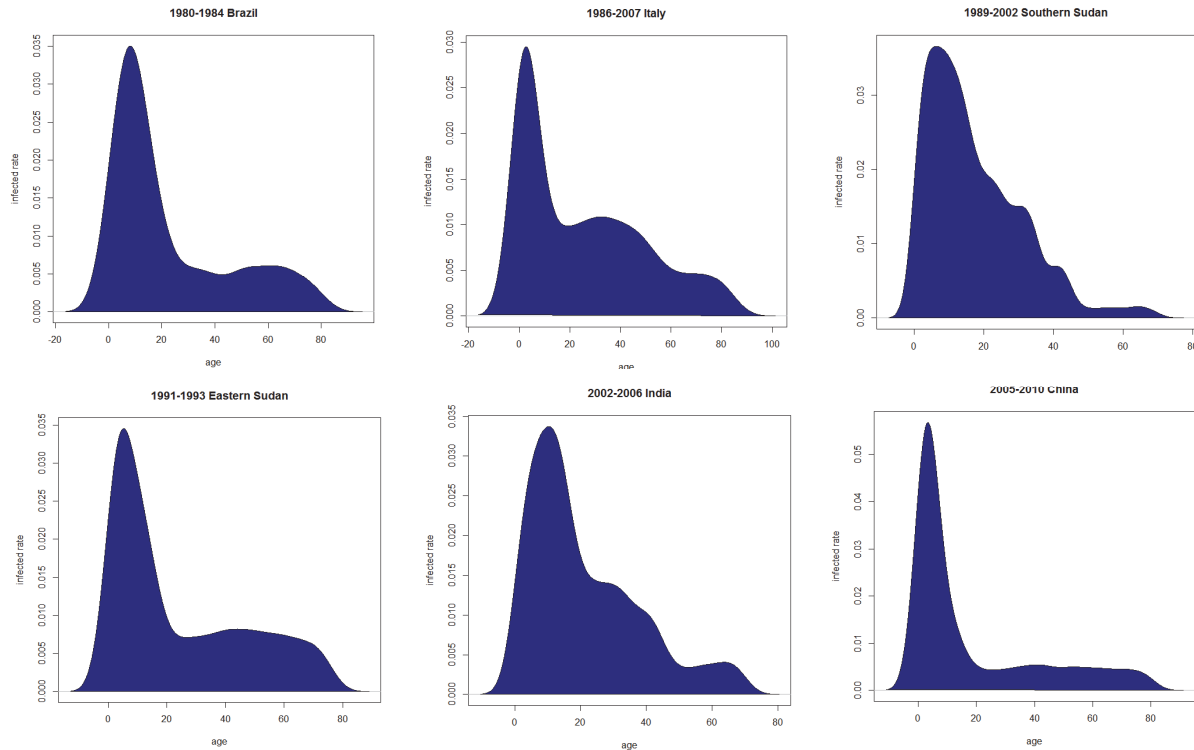 1980-1984 Brazil
infected rate
0.035
0.030
0.025
0.020
0.015
0.010
0.005
0.000
-20 0 20 40 60 80
age
1986-2007 Italy
infected rate
0.030
0.025
0.020
0.015
0.010
0.005
0.000
-20 0 20 40 60 80 100
age
1989-2002 Southern Sudan
infected rate
0.03
0.02
0.01
0.00
0 20 40 60 80
age
1991-1993 Eastern Sudan
infected rate
0.035
0.030
0.025
0.020
0.015
0.010
0.005
0.000
0 20 40 60 80
age
2002-2006 India
infected rate
0.035
0.030
0.025
0.020
0.015
0.010
0.005
0.000
0 20 40 60 80
age
2005-2010 China
infected rate
0.05
0.04
0.03
0.02
0.01
0.00
0 20 40 60 80
age